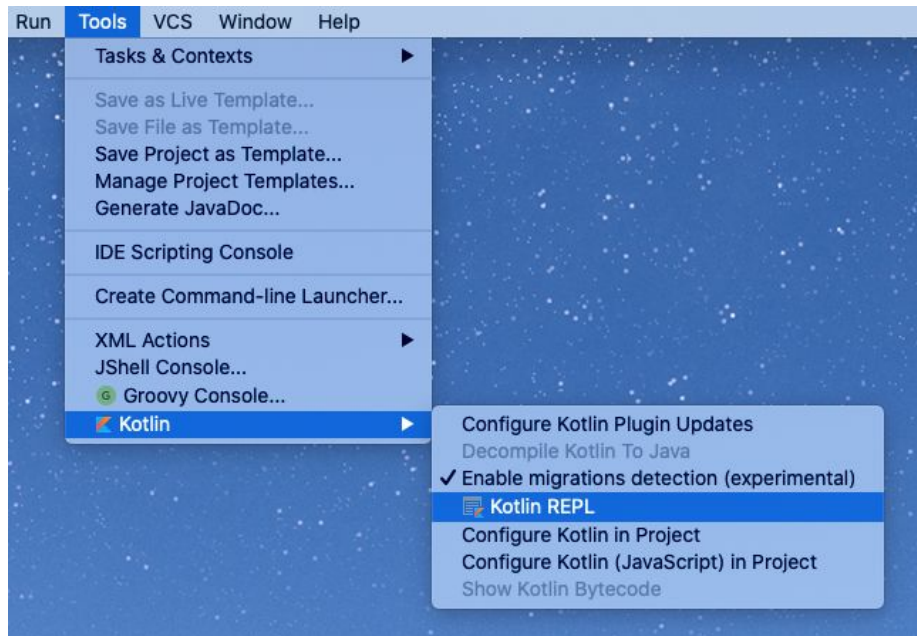 Run Tools VCS Window Help
Tasks & Contexts
Save as Live Template...
Save File as Template...
Save Project as Template...
Manage Project Templates...
Generate JavaDoc...
IDE Scripting Console
Create Command-line Launcher...
XML Actions
JShell Console...
G Groovy Console...
Kotlin
Configure Kotlin Plugin Updates
Decompile Kotlin To Java
Enable migrations detection (experimental)
Kotlin REPL
Configure Kotlin in Project
Configure Kotlin (JavaScript) in Project
Show Kotlin Bytecode